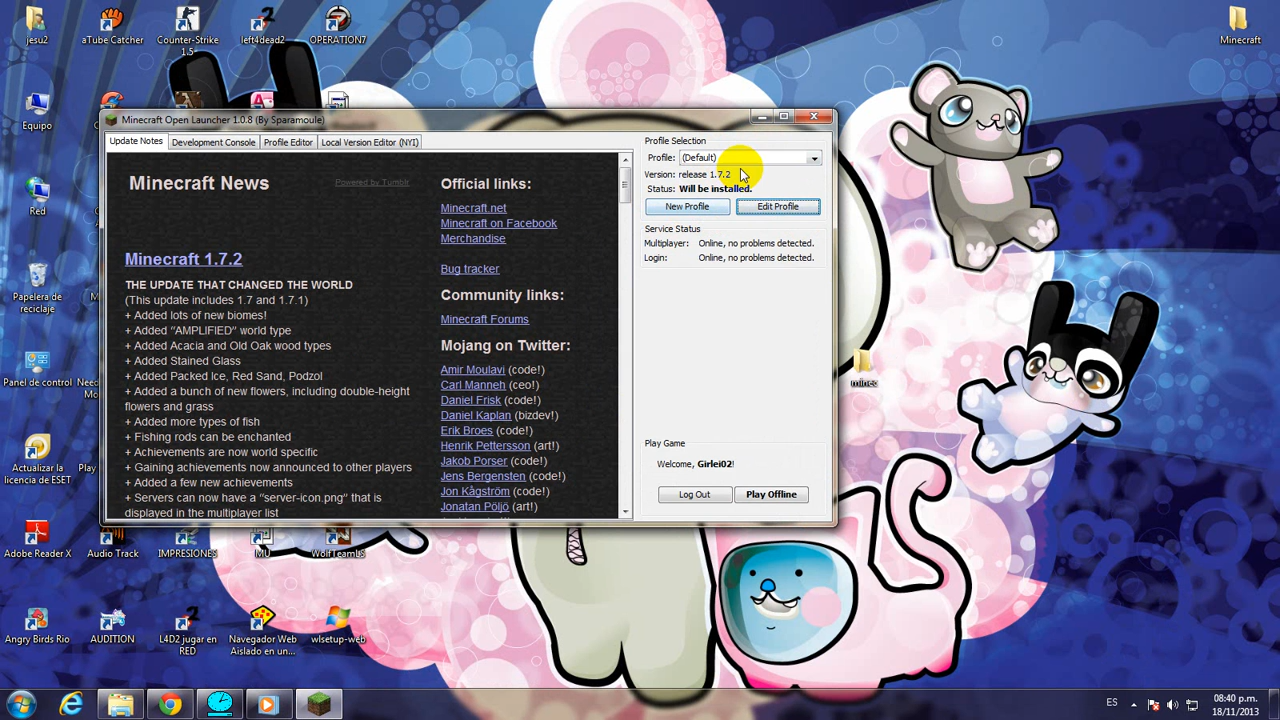 jesu2
aTube Catcher
Counter-Strike
1.5
left4dead2
OPERATION7
Minecraft
Equipo
Red
Papelera de
reciclaje
Panel de control
Actualizar la
licencia de ESET
Adobe Reader X
Audio Track
IMPRESIONES
MU
WolfTeamLS
Angry Birds Rio
AUDITION
L4D2 jugar en
RED
Navegador Web
Aislado en un...
wlsetup-web
minec
Minecraft Open Launcher 1.0.8 (By Sparamoule)
Update Notes
Development Console
Profile Editor
Local Version Editor (NYI)
Minecraft News
Powered by Tumblr
Minecraft 1.7.2
THE UPDATE THAT CHANGED THE WORLD
(This update includes 1.7 and 1.7.1)
+ Added lots of new biomes!
+ Added "AMPLIFIED" world type
+ Added Acacia and Old Oak wood types
+ Added Stained Glass
+ Added Packed Ice, Red Sand, Podzol
+ Added a bunch of new flowers, including double-height
flowers and grass
+ Added more types of fish
+ Fishing rods can be enchanted
+ Achievements are now world specific
+ Gaining achievements now announced to other players
+ Added a few new achievements
+ Servers can now have a "server-icon.png" that is
displayed in the multiplayer list
Official links:
Minecraft.net
Minecraft on Facebook
Merchandise
Bug tracker
Community links:
Minecraft Forums
Mojang on Twitter:
Amir Moulavi (code!)
Carl Manneh (ceo!)
Daniel Frisk (code!)
Daniel Kaplan (bizdev!)
Erik Broes (code!)
Henrik Pettersson (art!)
Jakob Porser (code!)
Jens Bergensten (code!)
Jon Kågström (code!)
Jonatan Pöljö (art!)
Profile Selection
Profile: (Default)
Version: release 1.7.2
Status: Will be installed.
New Profile
Edit Profile
Service Status
Multiplayer: Online, no problems detected.
Login: Online, no problems detected.
Play Game
Welcome, Girlei02!
Log Out
Play Offline
ES
08:40 p.m.
18/11/2013